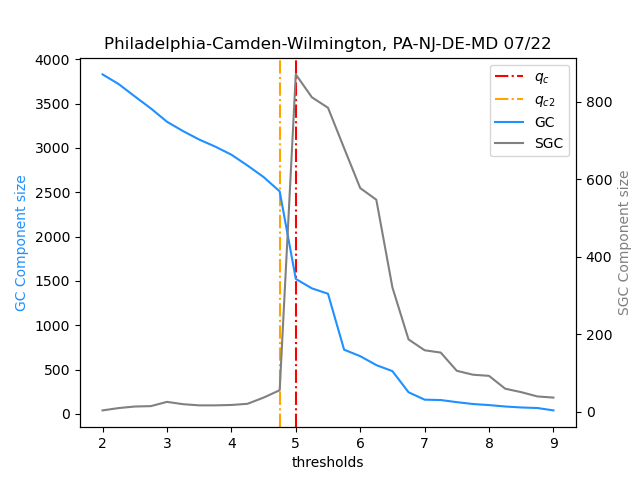 Philadelphia-Camden-Wilmington, PA-NJ-DE-MD 07/22
4000
3500
3000
2500
2000
1500
1000
500
0
GC Component size
800
600
400
200
0
SGC Component size
q_c
q_{c2}
GC
SGC
2 3 4 5 6 7 8 9
thresholds